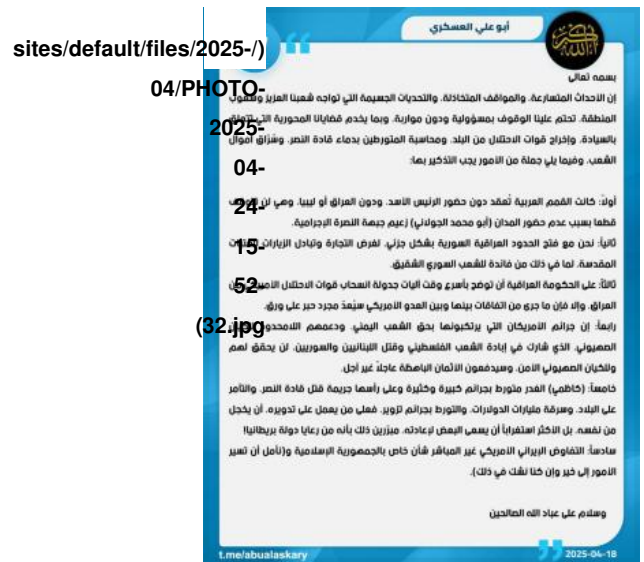 أبو علي العسكري
sites/default/files/2025-/)
04/PHOTO-
2025-
04-
24-
15-
52-
(32.jpg
بسمه تعالى
إن الأحداث المتسارعة، والمواقف المتخاذلة، والتحديات الجسيمة التي تواجه شعبنا العزيز وشعوب
المنطقة، تحتم علينا الوقوف بمسؤولية ودون مواربة، وبما يخدم قضايانا المحورية التي
بالسيادة، وإخراج قوات الاحتلال من البلد، ومحاسبة المتورطين بدماء قادة النصر، وسُرّاق أموال
الشعب، وفيما يلي جملة من الأمور يجب التذكير بها:
أولاً: كانت القمم العربية تُعقد دون حضور الرئيس الأسد، ودون العراق أو ليبيا، وهي لن
قطعا بسبب عدم حضور المدان (أبو محمد الجولاني) زعيم جبهة النصرة الإجرامية.
ثانياً: نحن مع فتح الحدود العراقية السورية بشكل جزئي، لغرض التجارة وتبادل الزيارات
المقدسة، لما في ذلك من فائدة للشعب السوري الشقيق.
ثالثاً: على الحكومة العراقية أن توضح بأسرع وقت آليات جدولة انسحاب قوات الاحتلال الأمريكي من
العراق، وإلا فإن ما جرى من اتفاقات بينها وبين العدو الأمريكي سيُعدّ مجرد حبر على ورق.
رابعاً: إن جرائم الأمريكان التي يرتكبونها بحق الشعب اليمني، ودعمهم اللامحدود
الصهيوني، الذي شارك في إبادة الشعب الفلسطيني وقتل اللبنانيين والسوريين، لن يحقق لهم
وللكيان الصهيوني الأمن، وسيدفعون الأثمان الباهظة عاجلاً غير آجل.
خامساً: (كاظمي) الغدر متورط بجرائم كبيرة وكثيرة وعلى رأسها جريمة قتل قادة النصر، والتآمر
على البلاد، وسرقة مليارات الدولارات، والتورط بجرائم تزوير، فعلى من يعمل على تدويره، أن يخجل
من نفسه، بل الأكثر استغراباً أن يسعى البعض لإعادته، مبررين ذلك بأنه من رعايا دولة بريطانيا!
سادساً: التفاوض الإيراني الأمريكي غير المباشر شأن خاص بالجمهورية الإسلامية و(نأمل أن تسير
الأمور إلى خير وإن كنا نشك في ذلك).
وسلام على عباد الله الصالحين
t.me/abualaskary
2025-04-18